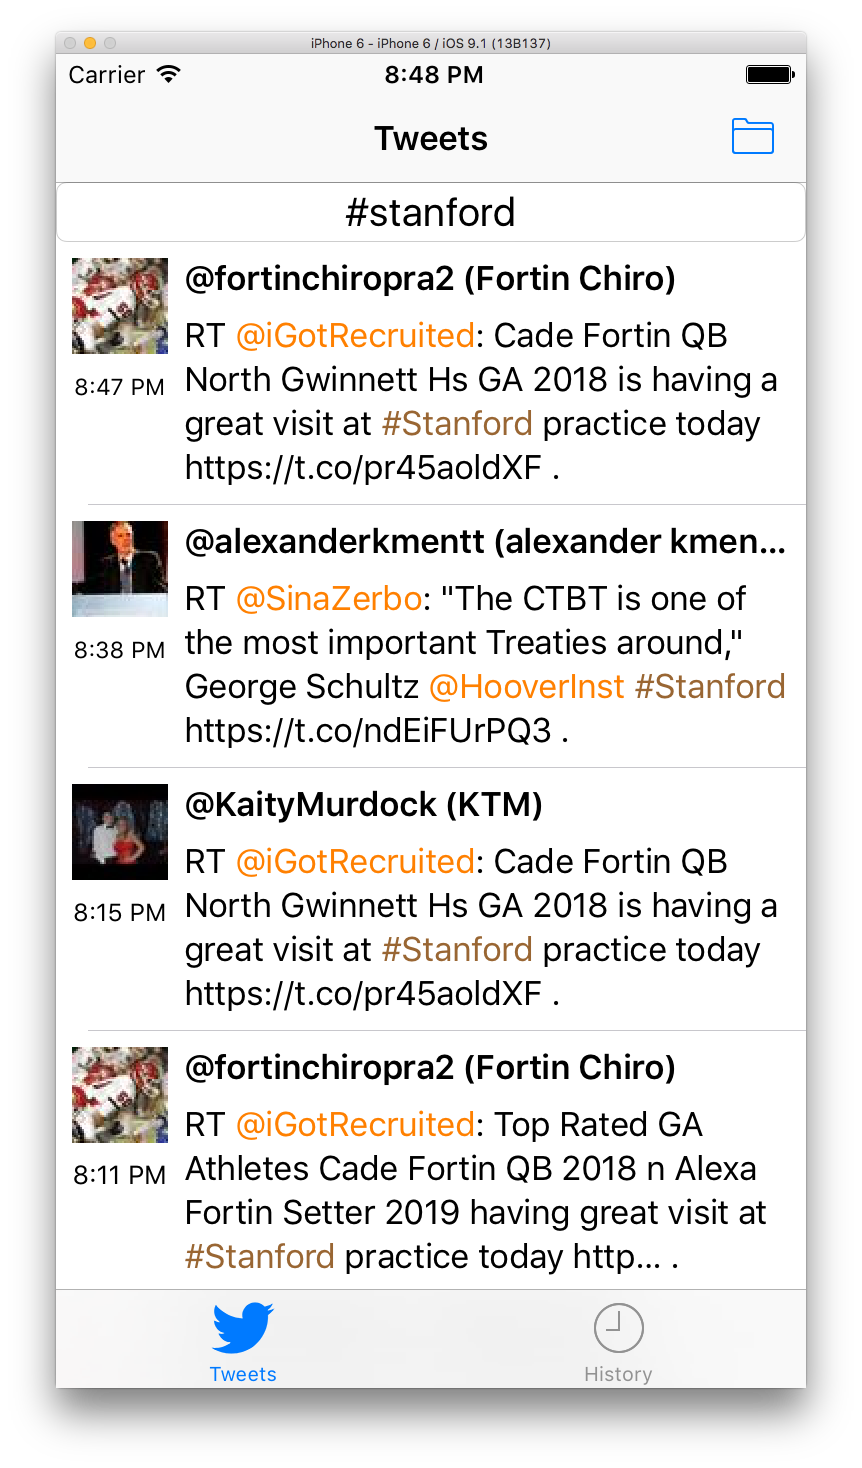 iPhone 6 - iPhone 6 / iOS 9.1 (13B137)
Carrier 8:48 PM
Tweets
#stanford
@fortinchiropra2 (Fortin Chiro)
8:47 PM
RT @iGotRecruited: Cade Fortin QB
North Gwinnett Hs GA 2018 is having a
great visit at #Stanford practice today
https://t.co/pr45aoldXF .
@alexanderkmentt (alexander kmen...
8:38 PM
RT @SinaZerbo: "The CTBT is one of
the most important Treaties around,"
George Schultz @HooverInst #Stanford
https://t.co/ndEiFUrPQ3 .
@KaityMurdock (KTM)
8:15 PM
RT @iGotRecruited: Cade Fortin QB
North Gwinnett Hs GA 2018 is having a
great visit at #Stanford practice today
https://t.co/pr45aoldXF .
@fortinchiropra2 (Fortin Chiro)
8:11 PM
RT @iGotRecruited: Top Rated GA
Athletes Cade Fortin QB 2018 n Alexa
Fortin Setter 2019 having great visit at
#Stanford practice today http... .
Tweets
History